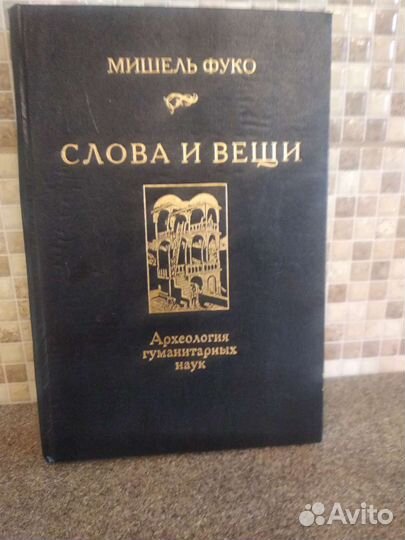 МИШЕЛЬ ФУКО
СЛОВА И ВЕЩИ
Археология
гуманитарных
наук
Avito